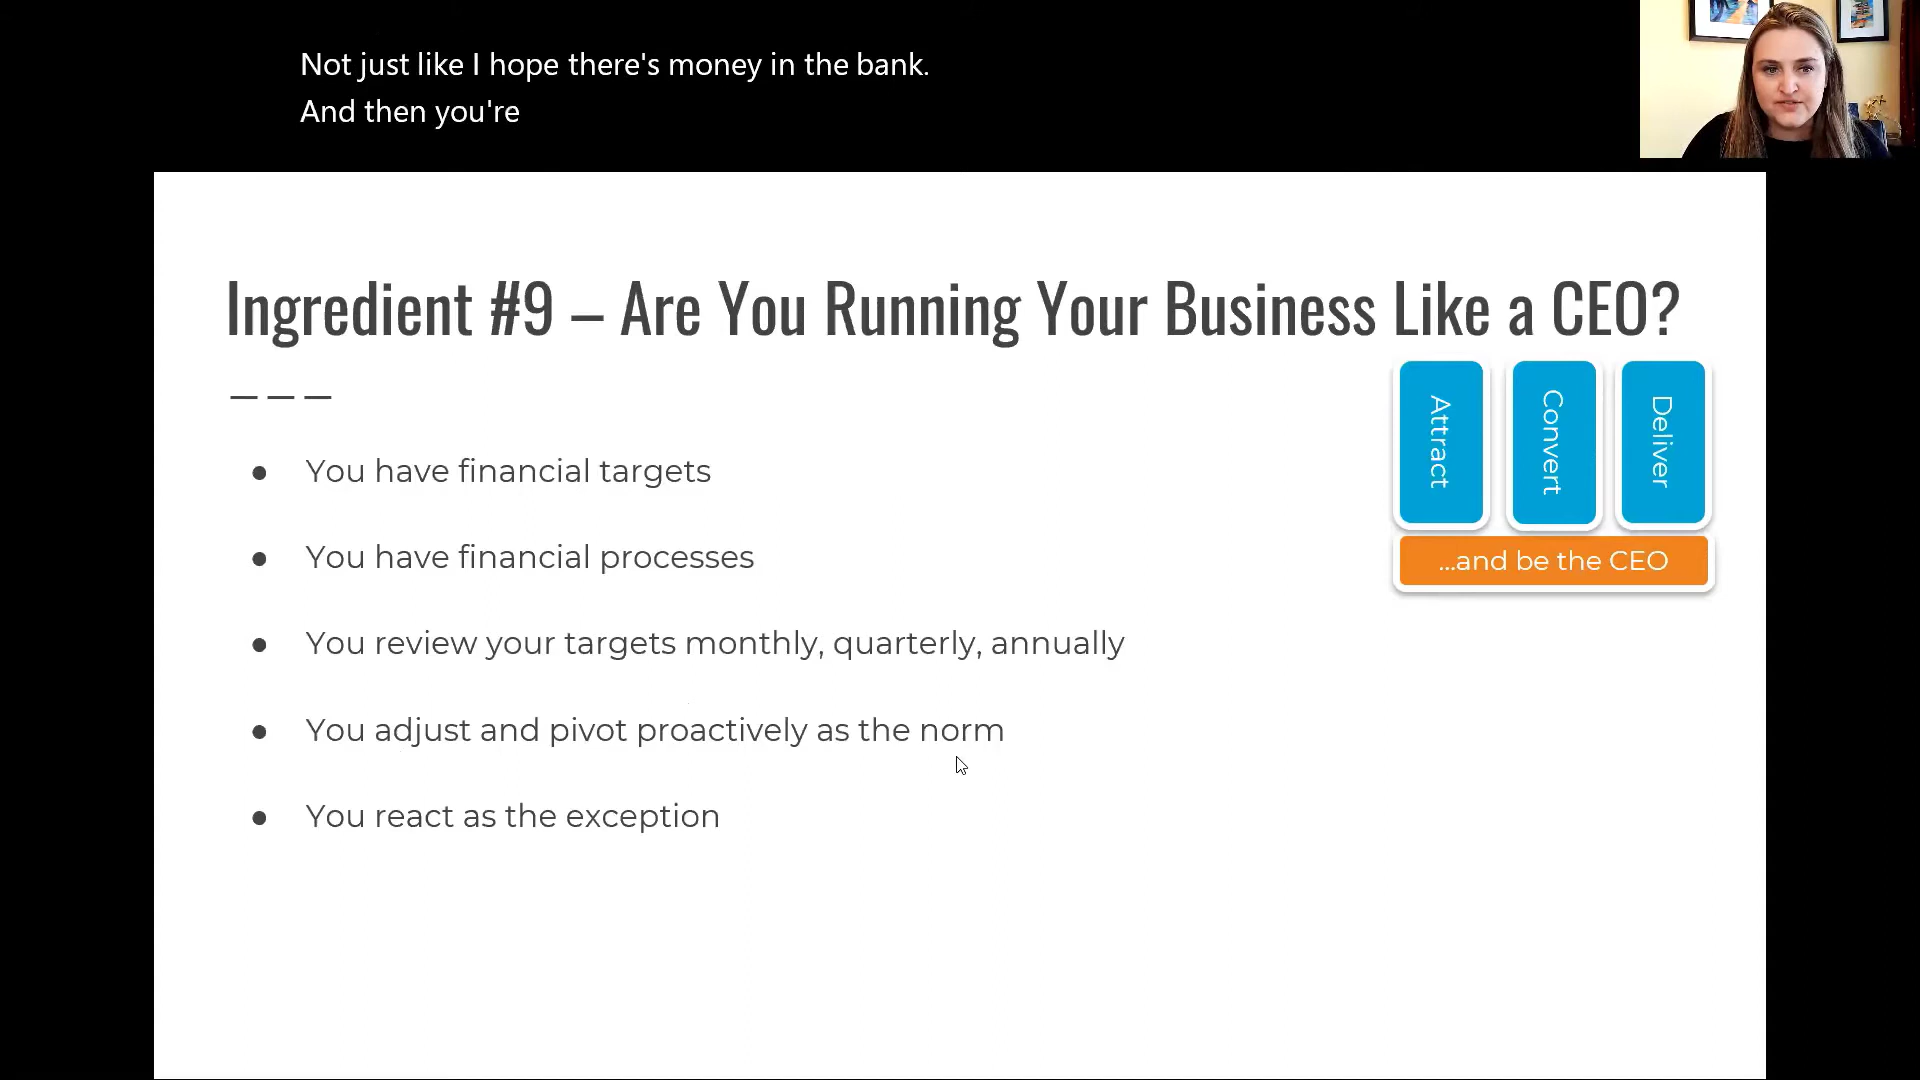 Not just like I hope there's money in the bank.
And then you're
Ingredient #9 – Are You Running Your Business Like a CEO?
● You have financial targets
● You have financial processes
● You review your targets monthly, quarterly, annually
● You adjust and pivot proactively as the norm
● You react as the exception
Attract
Convert
Deliver
...and be the CEO